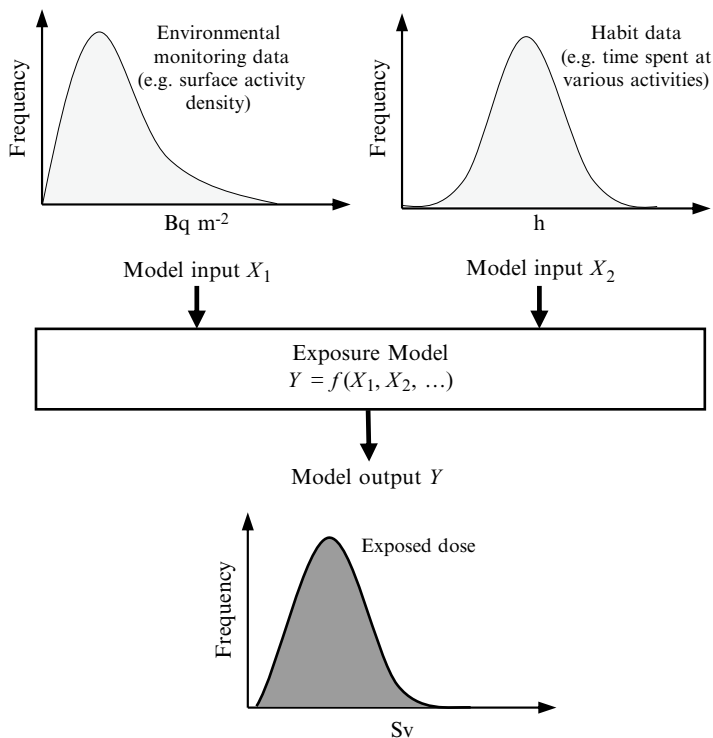 Environmental
monitoring data
(e.g. surface activity
density)
Frequency
Bq m-2
Habit data
(e.g. time spent at
various activities)
Frequency
h
Model input X1
Model input X2
Exposure Model
Y = f(X1, X2, …)
Model output Y
Exposed dose
Frequency
Sv